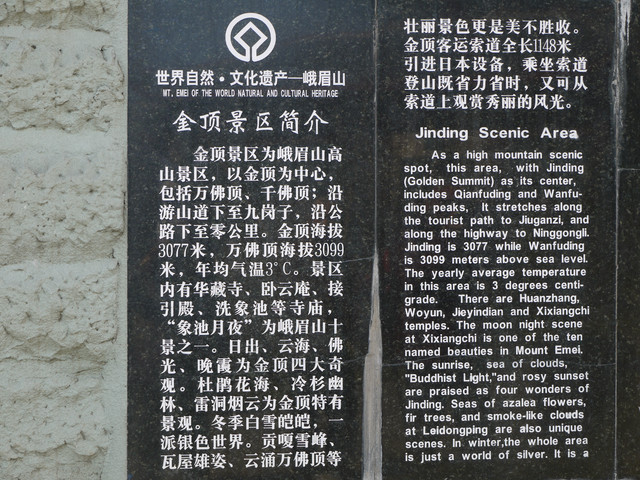 世界自然·文化遗产—峨眉山
MT, EMEI OF THE WORLD NATURAL AND CULTURAL HERITAGE
金顶景区简介
金顶景区为峨眉山高
山景区，以金顶为中心，
包括万佛顶、千佛顶；沿
游山道下至九岗子，沿公
路下至零公里。金顶海拔
3077米，万佛顶海拔3099
米，年均气温3°C。景区
内有华藏寺、卧云庵、接
引殿、洗象池等寺庙，
“象池月夜”为峨眉山十
景之一。日出、云海、佛
光、晚霞为金顶四大奇
观。杜鹃花海、冷杉幽
林、雷洞烟云为金顶特有
景观。冬季白雪皑皑，一
派银色世界。贡嘎雪峰、
瓦屋雄姿、云涌万佛顶等
壮丽景色更是美不胜收。
金顶客运索道全长1148米
引进日本设备，乘坐索道
登山既省力省时，又可从
索道上观赏秀丽的风光。
Jinding Scenic Area
As a high mountain scenic
spot, this area, with Jinding
(Golden Summit) as its center,
includes Qianfuding and Wanfu-
ding peaks, It stretches along
the tourist path to Jiuganzi, and
along the highway to Ninggongli.
Jinding is 3077 while Wanfuding
is 3099 meters above sea level.
The yearly average temperature
in this area is 3 degrees centi-
grade. There are Huanzhang,
Woyun, Jieyindian and Xixiangchi
temples. The moon night scene
at Xixiangchi is one of the ten
named beauties in Mount Emei.
The sunrise, sea of clouds,
"Buddhist Light,"and rosy sunset
are praised as four wonders of
Jinding. Seas of azalea flowers,
fir trees, and smoke-like clouds
at Leidongping are also unique
scenes. In winter,the whole area
is just a world of silver. It is a